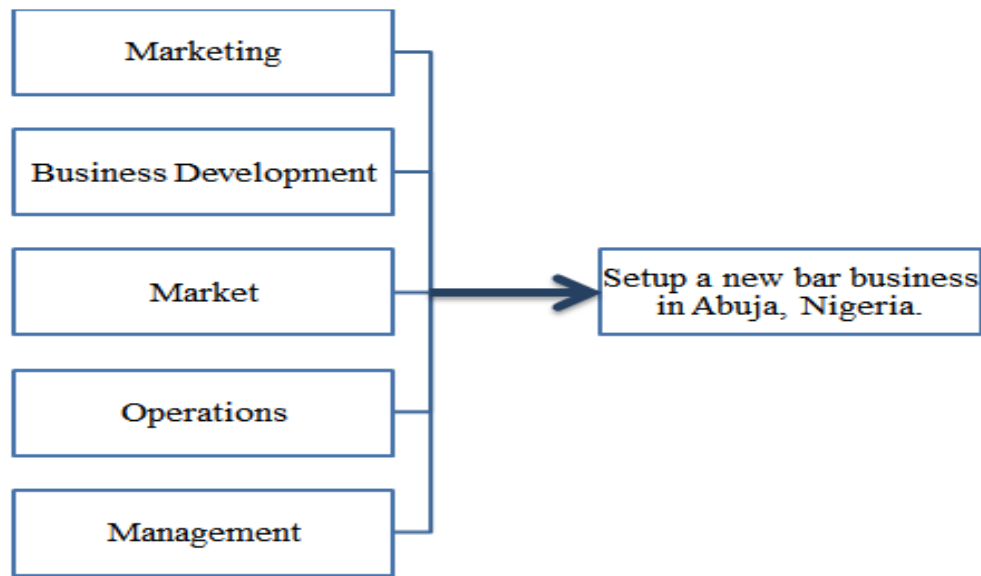 Marketing
Business Development
Market
Setup a new bar business
in Abuja, Nigeria.
Operations
Management